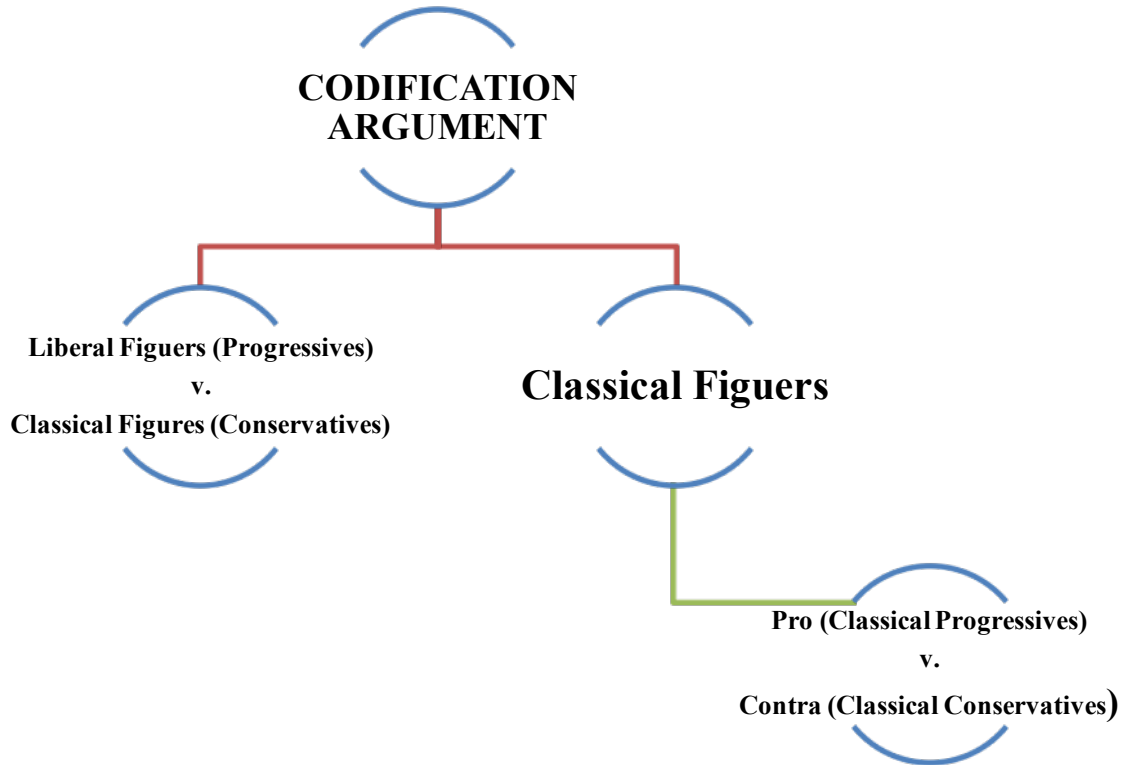 CODIFICATION
ARGUMENT
Liberal Figuers (Progressives)
v.
Classical Figures (Conservatives)
Classical Figuers
Pro (Classical Progressives)
v.
Contra (Classical Conservatives)